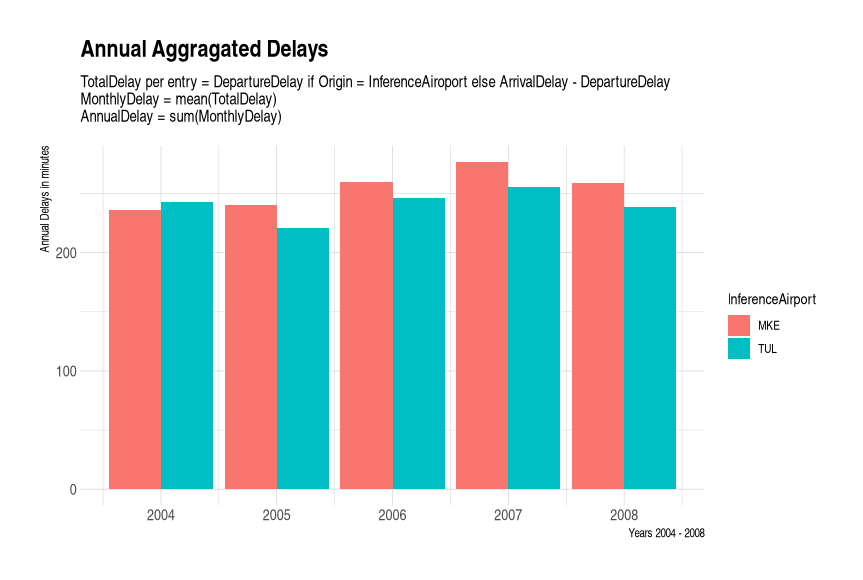 Annual Aggragated Delays
TotalDelay per entry = DepartureDelay if Origin = InferenceAiroport else ArrivalDelay - DepartureDelay
MonthlyDelay = mean(TotalDelay)
AnnualDelay = sum(MonthlyDelay)
Annual Delays in minutes
200
100
0
2004 2005 2006 2007 2008
Years 2004 - 2008
InferenceAirport
MKE
TUL